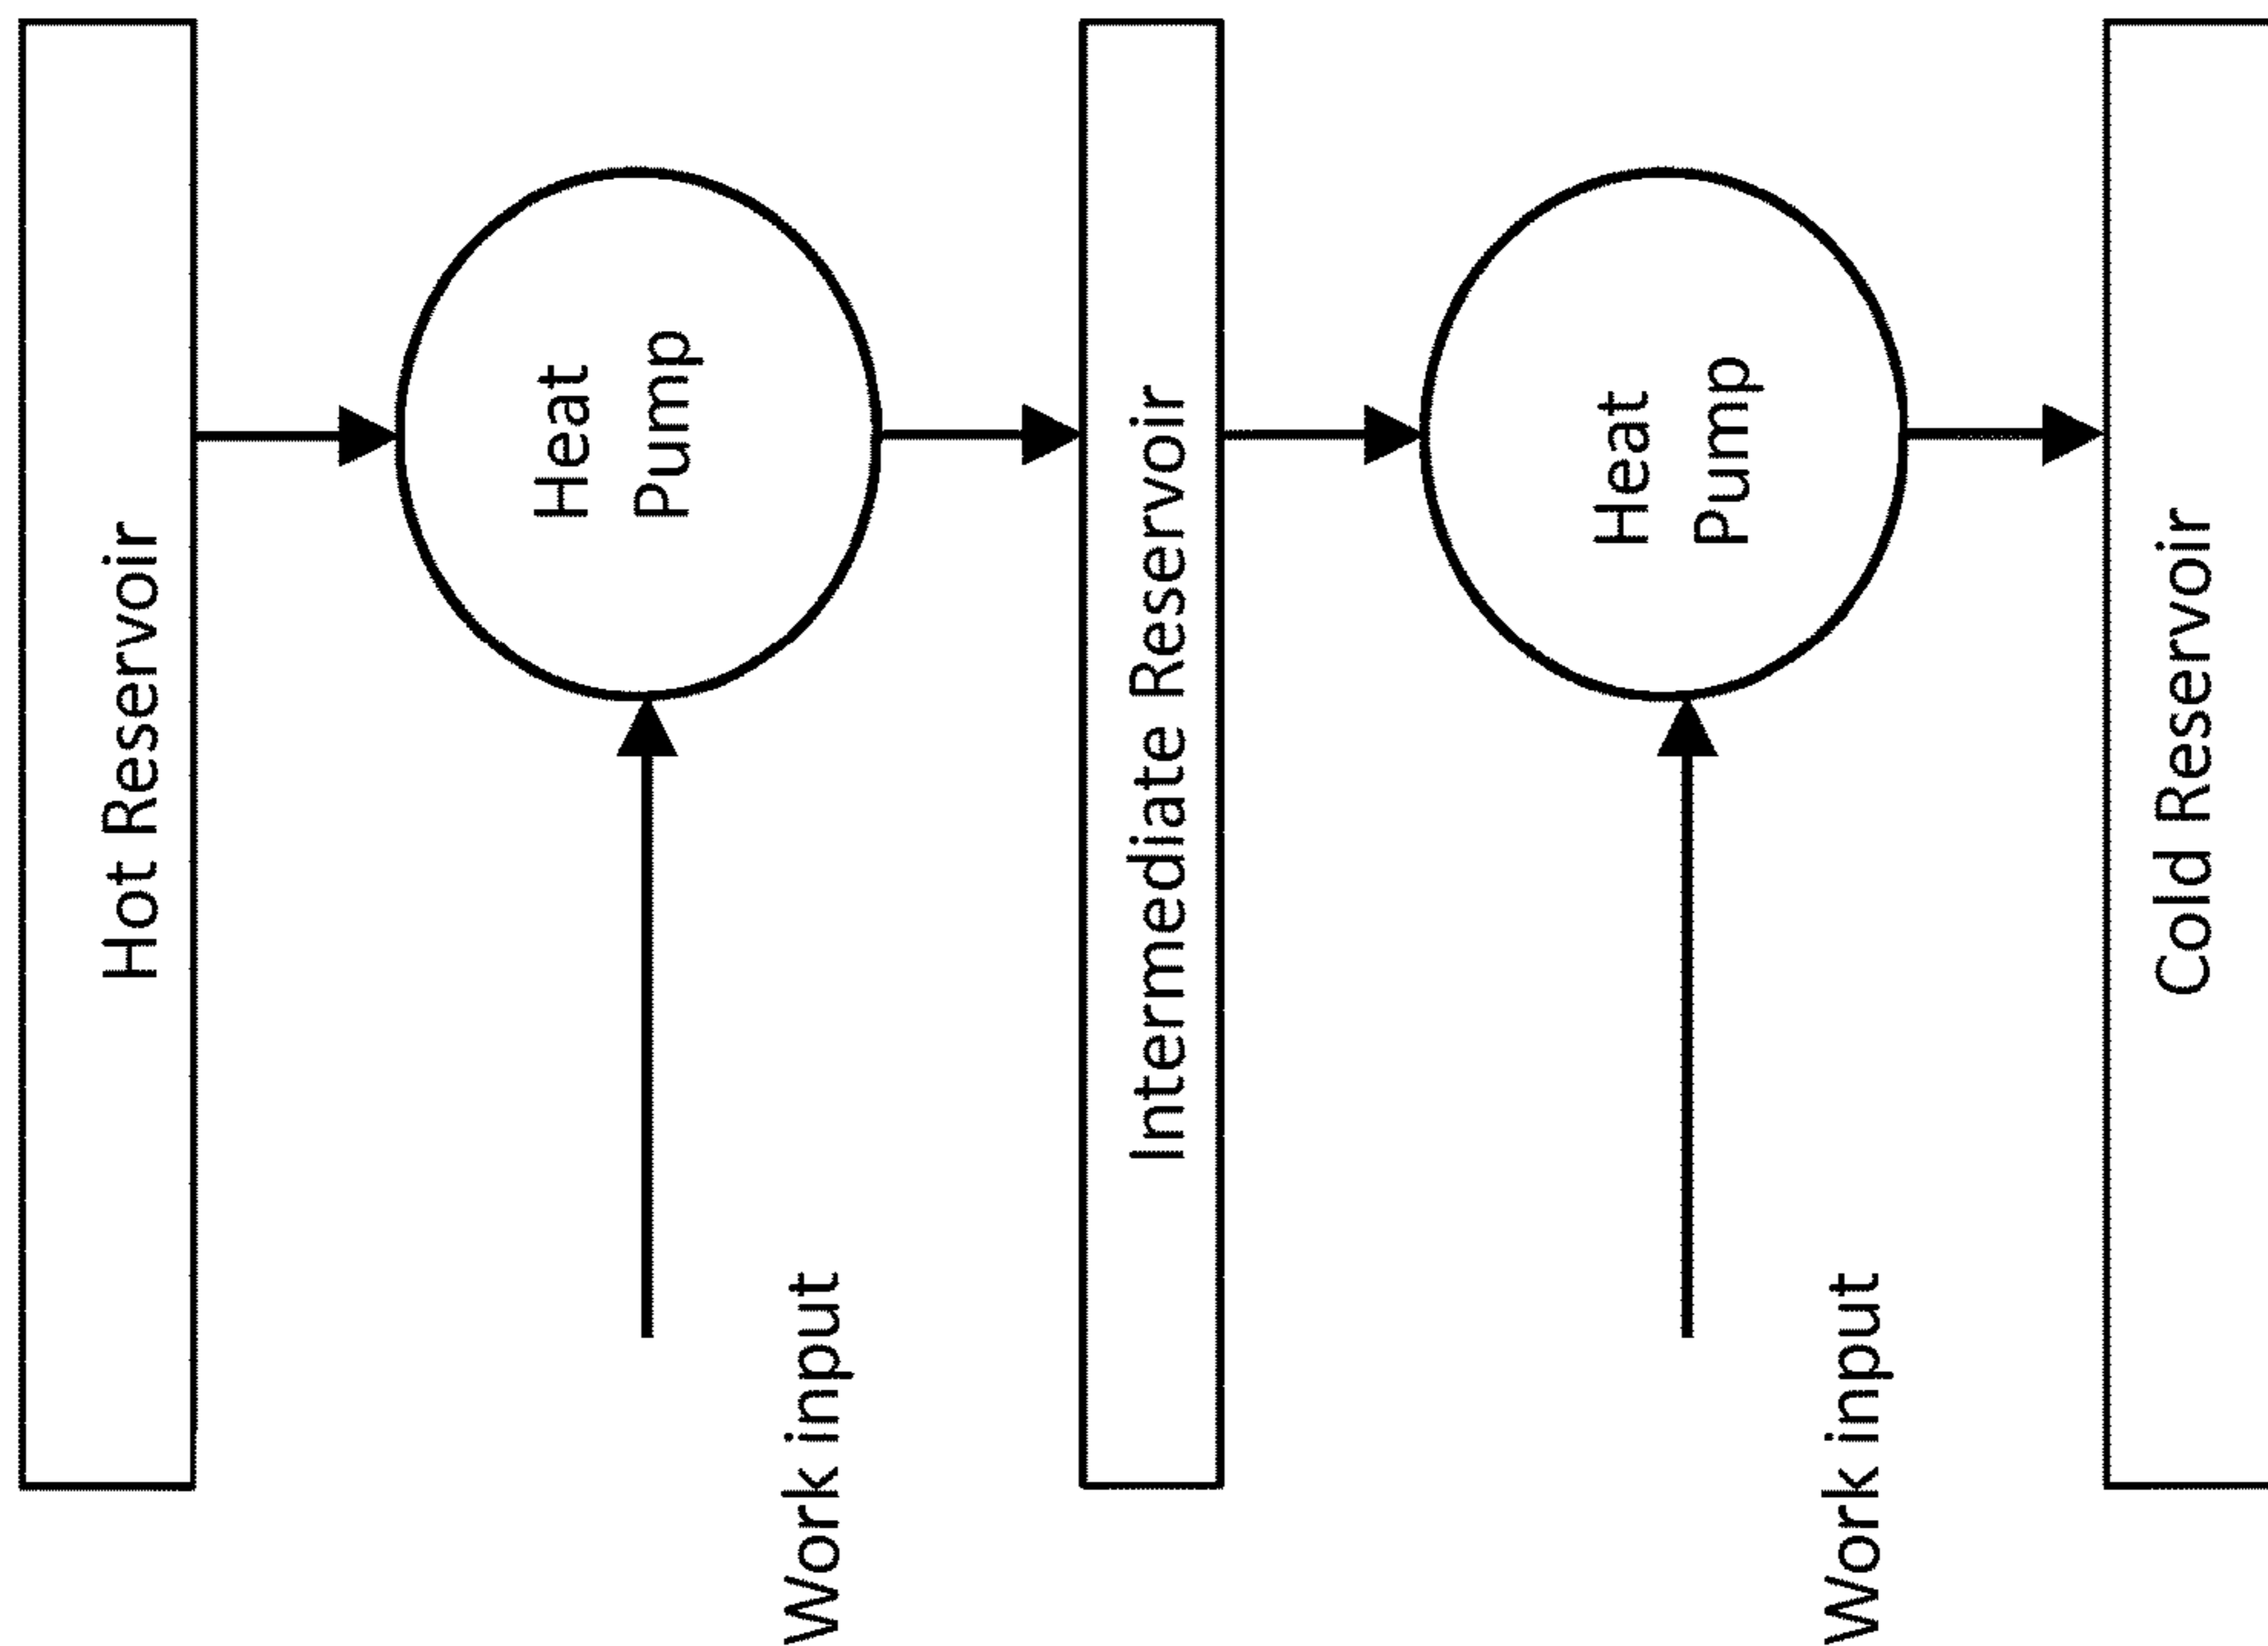 Hot Reservoir
Heat
Pump
Work input
Intermediate Reservoir
Heat
Pump
Work input
Cold Reservoir